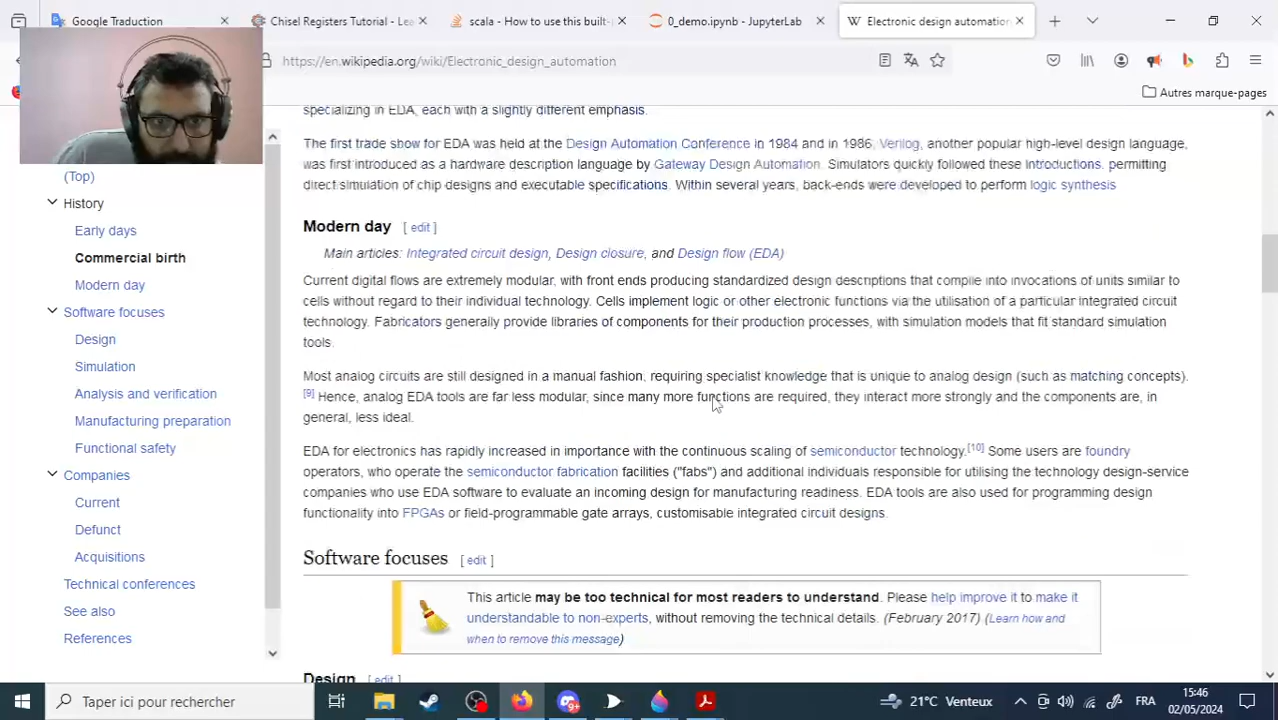 Google Traduction
Chisel Registers Tutorial - Lea
scala - How to use this built-
0_demo.ipynb - JupyterLab
Electronic design automation
https://en.wikipedia.org/wiki/Electronic_design_automation
Autres marque-pages
(Top)
History
Early days
Commercial birth
Modern day
Software focuses
Design
Simulation
Analysis and verification
Manufacturing preparation
Functional safety
Companies
Current
Defunct
Acquisitions
Technical conferences
See also
References
specializing in EDA, each with a slightly different emphasis.
The first trade show for EDA was held at the Design Automation Conference in 1984 and in 1986, Verilog, another popular high-level design language,
was first introduced as a hardware description language by Gateway Design Automation. Simulators quickly followed these introductions, permitting
direct simulation of chip designs and executable specifications. Within several years, back-ends were developed to perform logic synthesis
Modern day [ edit ]
Main articles: Integrated circuit design, Design closure, and Design flow (EDA)
Current digital flows are extremely modular, with front ends producing standardized design descriptions that compile into invocations of units similar to
cells without regard to their individual technology. Cells implement logic or other electronic functions via the utilisation of a particular integrated circuit
technology. Fabricators generally provide libraries of components for their production processes, with simulation models that fit standard simulation
tools.
Most analog circuits are still designed in a manual fashion, requiring specialist knowledge that is unique to analog design (such as matching concepts).
[9] Hence, analog EDA tools are far less modular, since many more functions are required, they interact more strongly and the components are, in
general, less ideal.
EDA for electronics has rapidly increased in importance with the continuous scaling of semiconductor technology.[10] Some users are foundry
operators, who operate the semiconductor fabrication facilities ("fabs") and additional individuals responsible for utilising the technology design-service
companies who use EDA software to evaluate an incoming design for manufacturing readiness. EDA tools are also used for programming design
functionality into FPGAs or field-programmable gate arrays, customisable integrated circuit designs.
Software focuses [ edit ]
This article may be too technical for most readers to understand. Please help improve it to make it
understandable to non-experts, without removing the technical details. (February 2017) (Learn how and
when to remove this message)
Design [ edit ]
Taper ici pour rechercher
21°C Venteux
FRA
15:46
02/05/2024